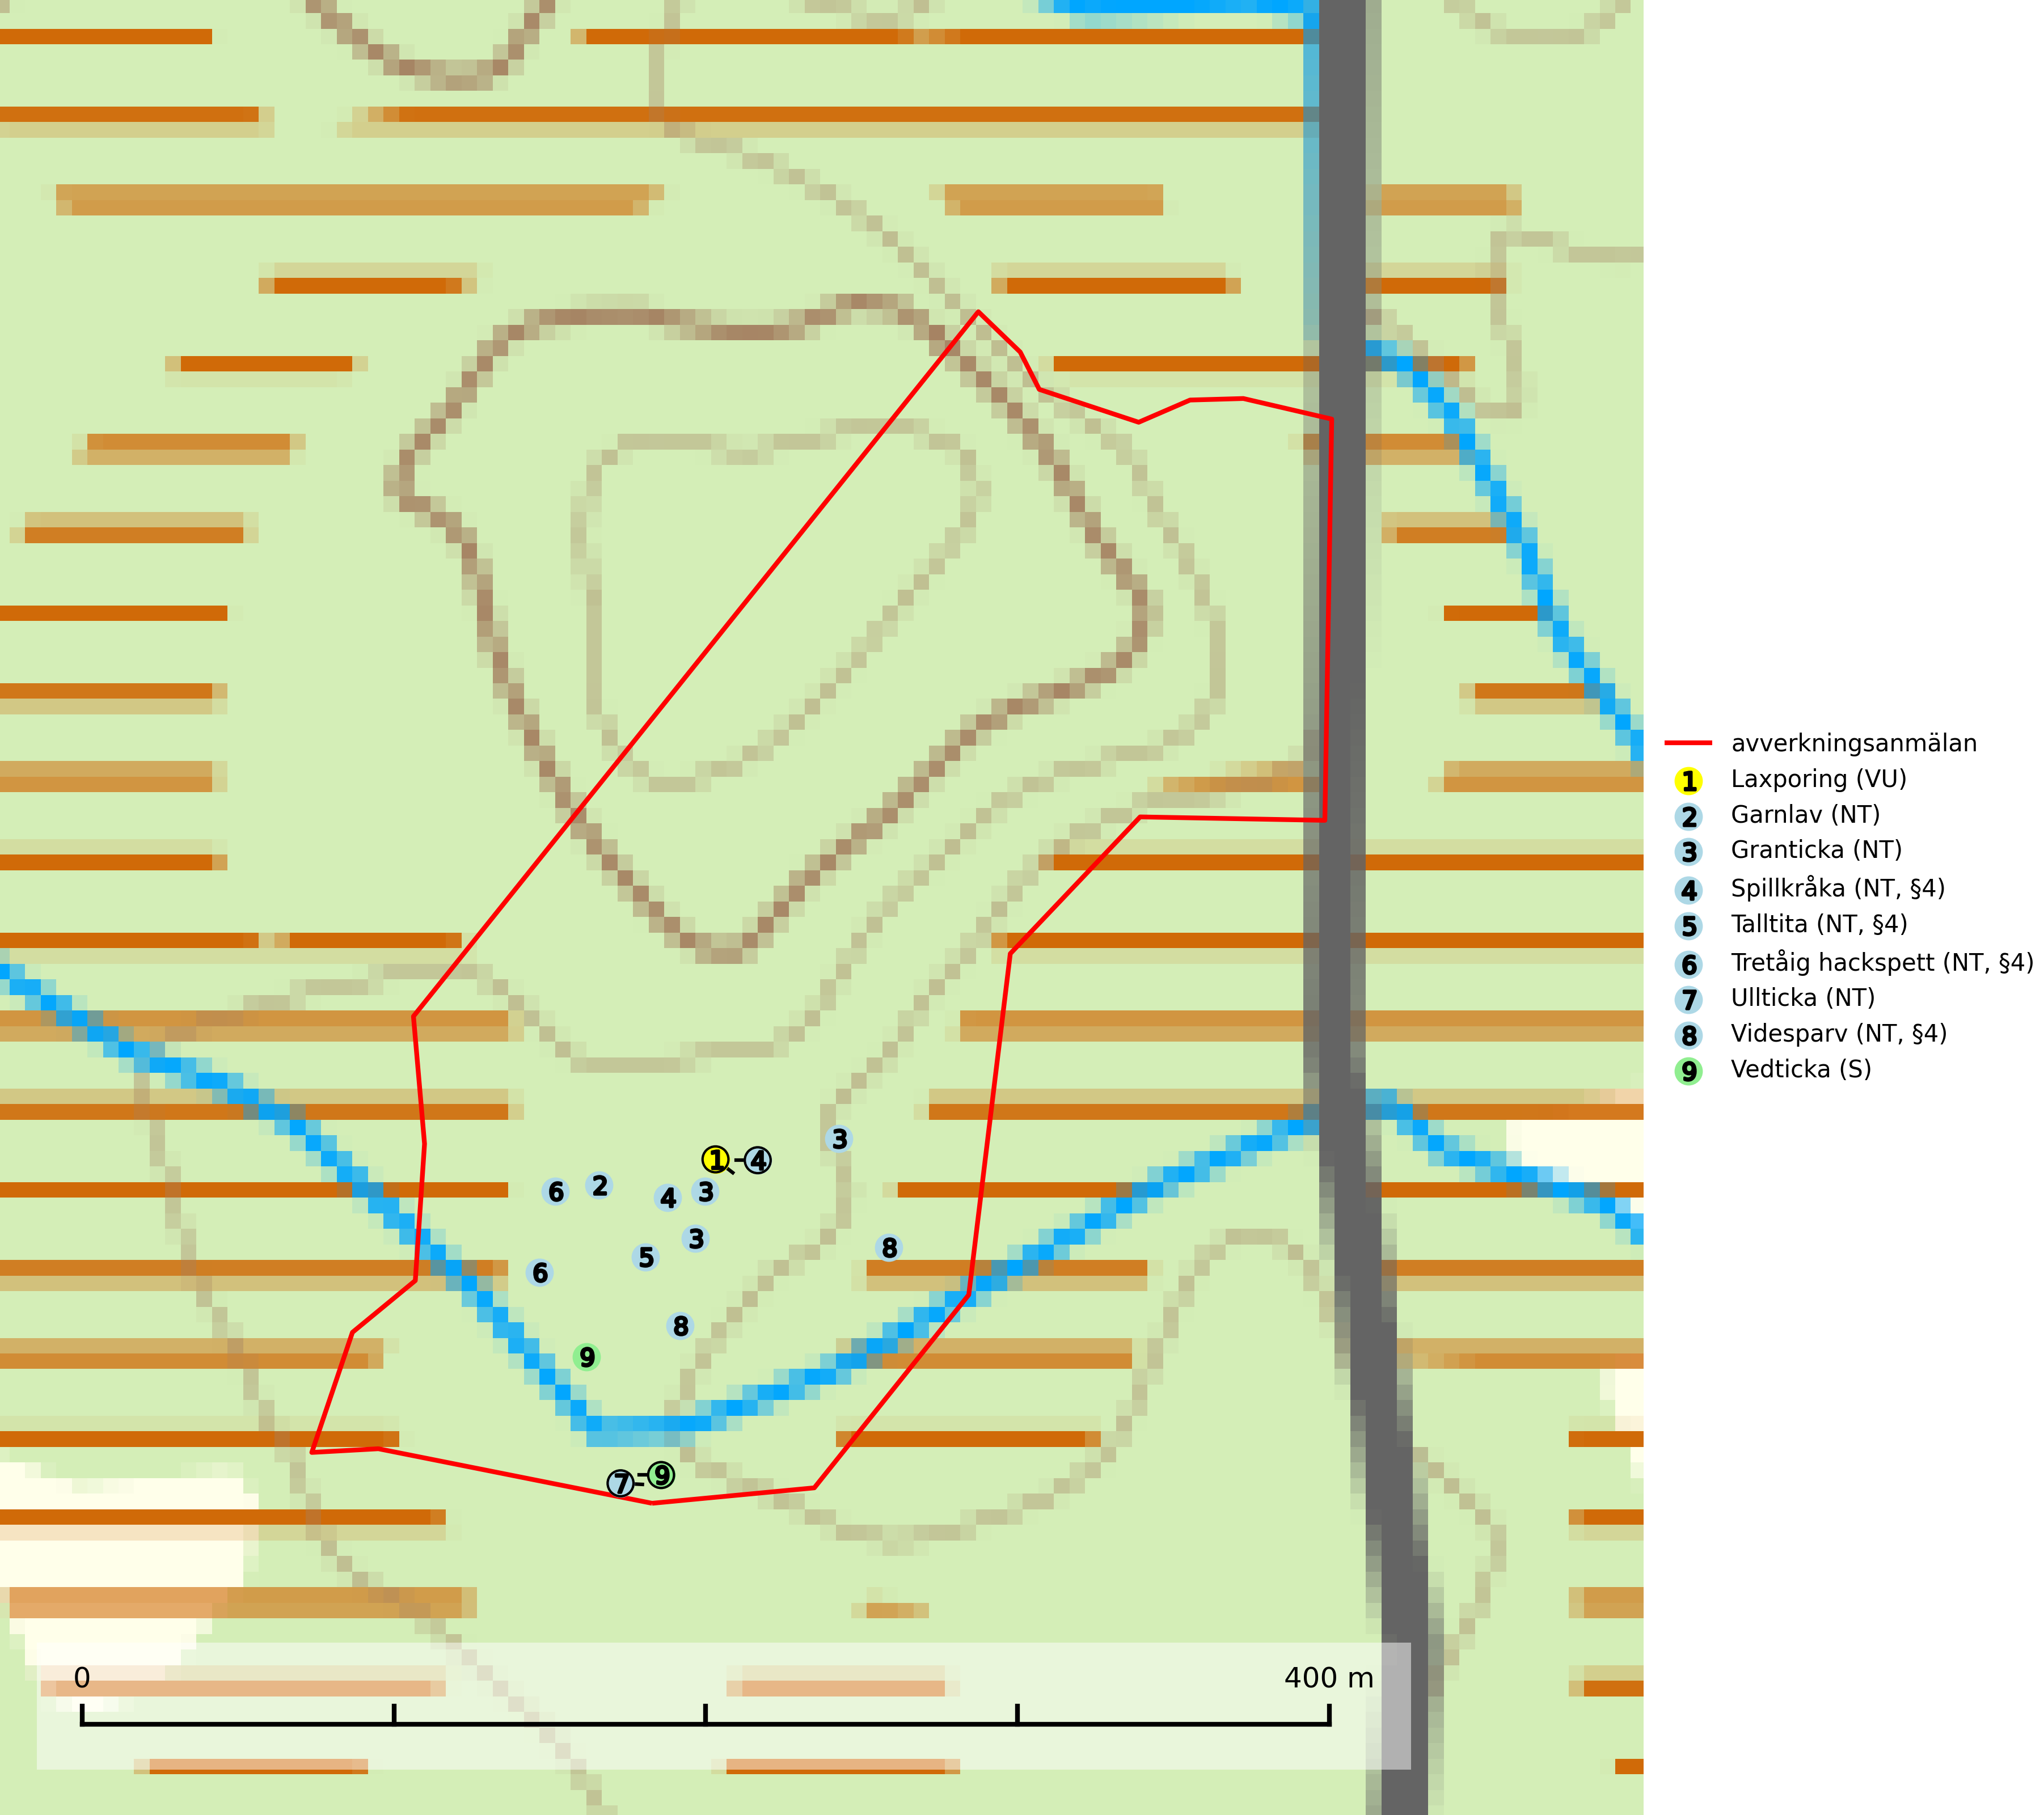 avverkningsanmälan
1 Laxporing (VU)
2 Garnlav (NT)
3 Granticka (NT)
4 Spillkråka (NT, §4)
5 Talltita (NT, §4)
6 Tretåig hackspett (NT, §4)
7 Ullticka (NT)
8 Videsparv (NT, §4)
9 Vedticka (S)
3
1 4
6 2 4 3
3
5 8
6
8
9
7 9
0 400 m